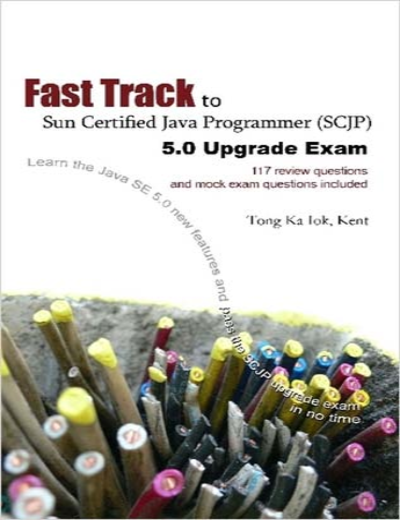 Fast Track to
Sun Certified Java Programmer (SCJP)
5.0 Upgrade Exam
117 review questions
and mock exam questions included
Learn the Java SE 5.0 new features and pass the SCJP upgrade exam
in no time
Tong Ka Iok, Kent